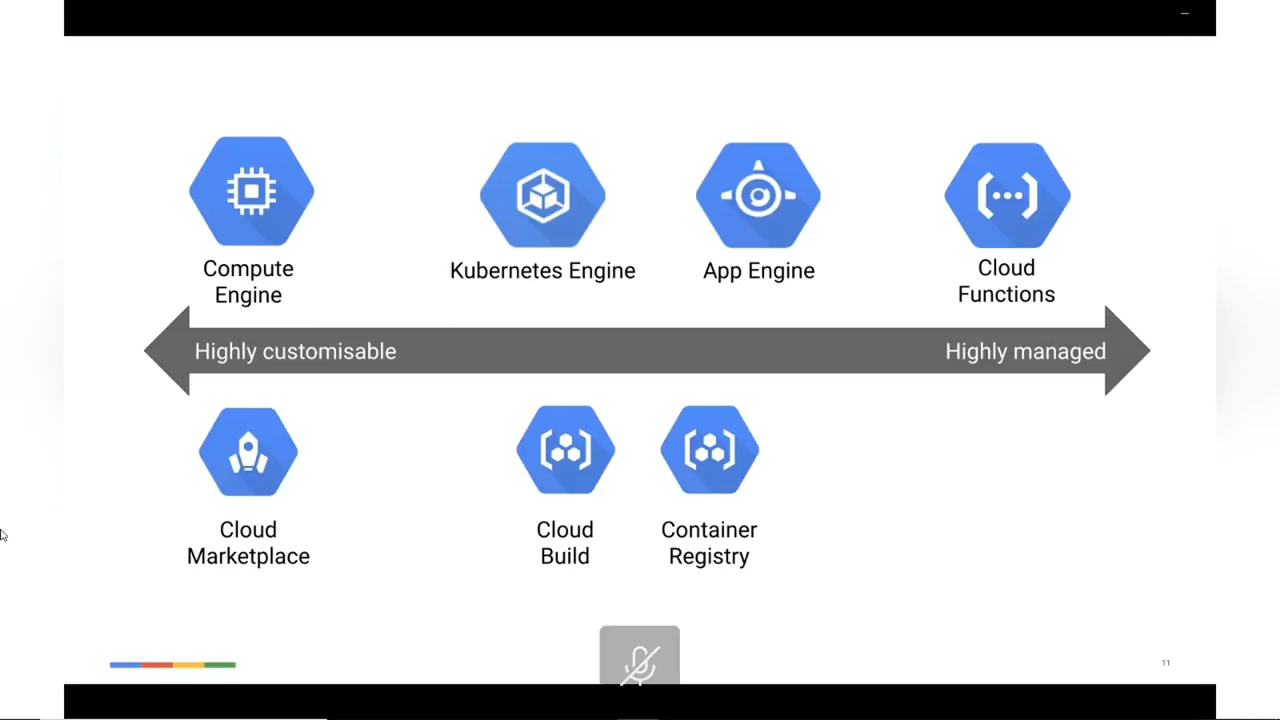 Compute
Engine
Kubernetes Engine
App Engine
Cloud
Functions
Highly customisable
Highly managed
Cloud
Marketplace
Cloud
Build
Container
Registry
11